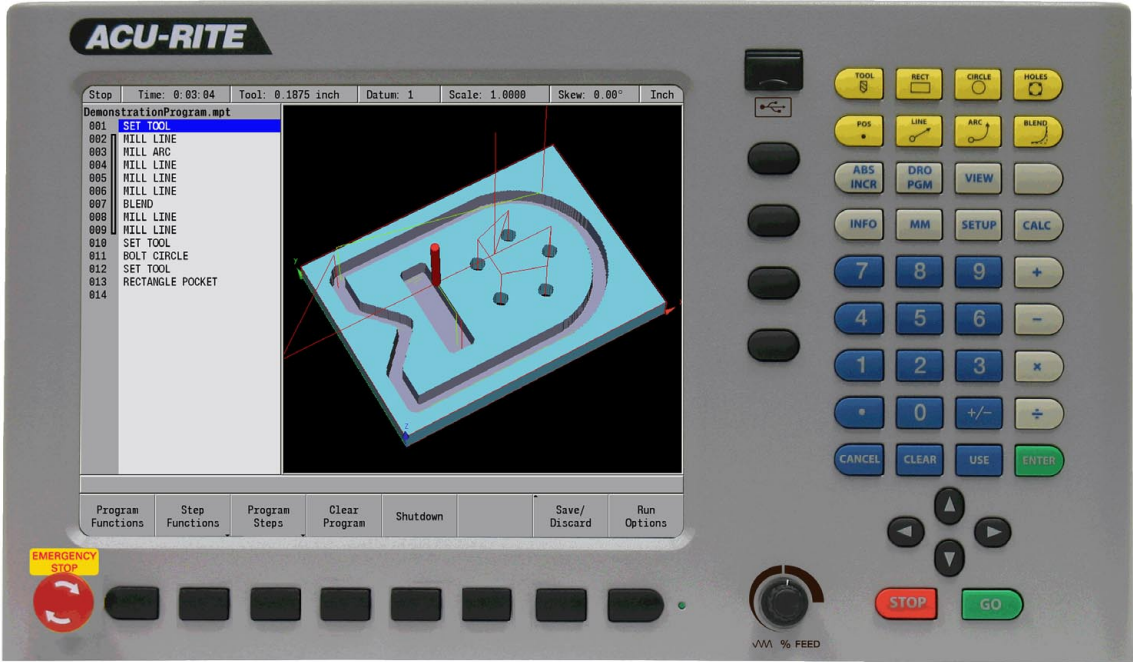 ACU-RITE
Stop Time: 0:03:04 Tool: 0.1875 inch Datum: 1 Scale: 1.0000 Skew: 0.00° Inch
DemonstrationProgram.mpt
001 SET TOOL
002 MILL LINE
003 MILL ARC
004 MILL LINE
005 MILL LINE
006 MILL LINE
007 BLEND
008 MILL LINE
009 MILL LINE
010 SET TOOL
011 BOLT CIRCLE
012 SET TOOL
013 RECTANGLE POCKET
014
Y
Z
Program Functions
Step Functions
Program Steps
Clear Program
Shutdown
Save/ Discard
Run Options
EMERGENCY
STOP
TOOL RECT CIRCLE HOLES
POS LINE ARC BLEND
ABS INCR DRO PGM VIEW
INFO MM SETUP CALC
7 8 9 +
4 5 6 −
1 2 3 ×
• 0 +/− ÷
CANCEL CLEAR USE ENTER
STOP GO
% FEED